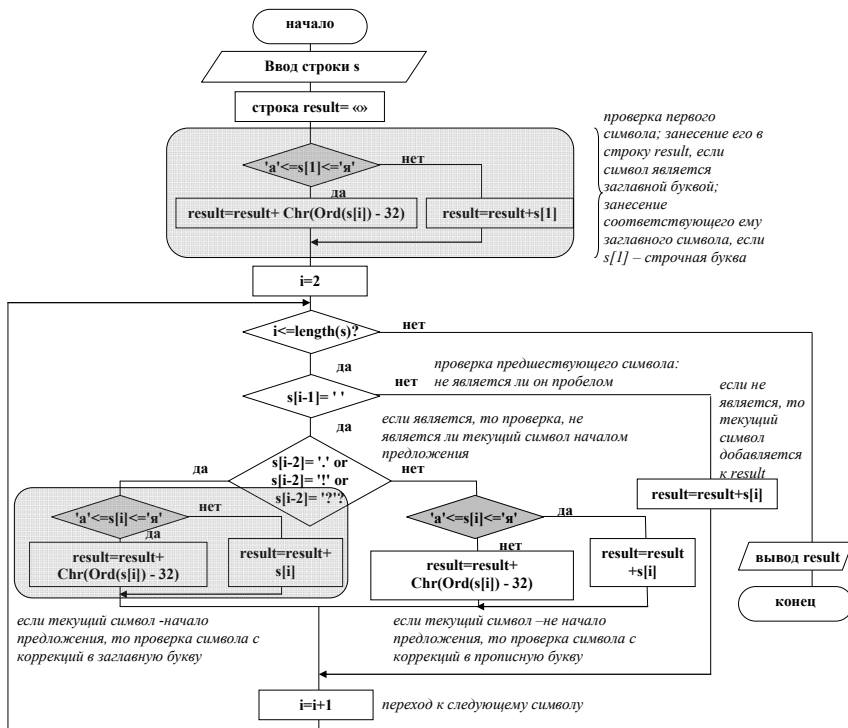 начало
Ввод строки s
строка result= «»
проверка первого
символа; занесение его в
строку result, если
символ является
заглавной буквой;
занесение
соответствующего ему
заглавного символа, если
s[1] – строчная буква
'а'<=s[1]<='я'
нет
да
result=result+ Chr(Ord(s[i]) - 32)
result=result+s[1]
i=2
i<=length(s)?
нет
да
проверка предшествующего символа:
не является ли он пробелом
s[i-1]= ' '
нет
если не
является, то
текущий
символ
добавляется
к result
да
если является, то проверка, не
является ли текущий символ началом
предложения
s[i-2]= '.' or
s[i-2]= '!' or
s[i-2]= '?'?
да
нет
result=result+s[i]
'а'<=s[i]<='я'
нет
да
result=result+
Chr(Ord(s[i]) - 32)
result=result+
s[i]
'а'<=s[i]<='я'
да
нет
result=result+
Chr(Ord(s[i]) - 32)
result=result
+s[i]
вывод result
конец
если текущий символ -начало
предложения, то проверка символа с
коррекций в заглавную букву
если текущий символ –не начало
предложения, то проверка символа с
коррекций в прописную букву
i=i+1
переход к следующему символу